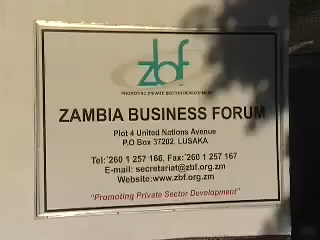 zbf
PROMOTING PRIVATE SECTOR DEVELOPMENT
ZAMBIA BUSINESS FORUM
Plot 4 United Nations Avenue
P.O Box 37202, LUSAKA
Tel:'260 1 257 166, Fax:'260 1 257 167
E-mail: secretariat@zbf.org.zm
Website:www.zbf.org.zm
"Promoting Private Sector Development"